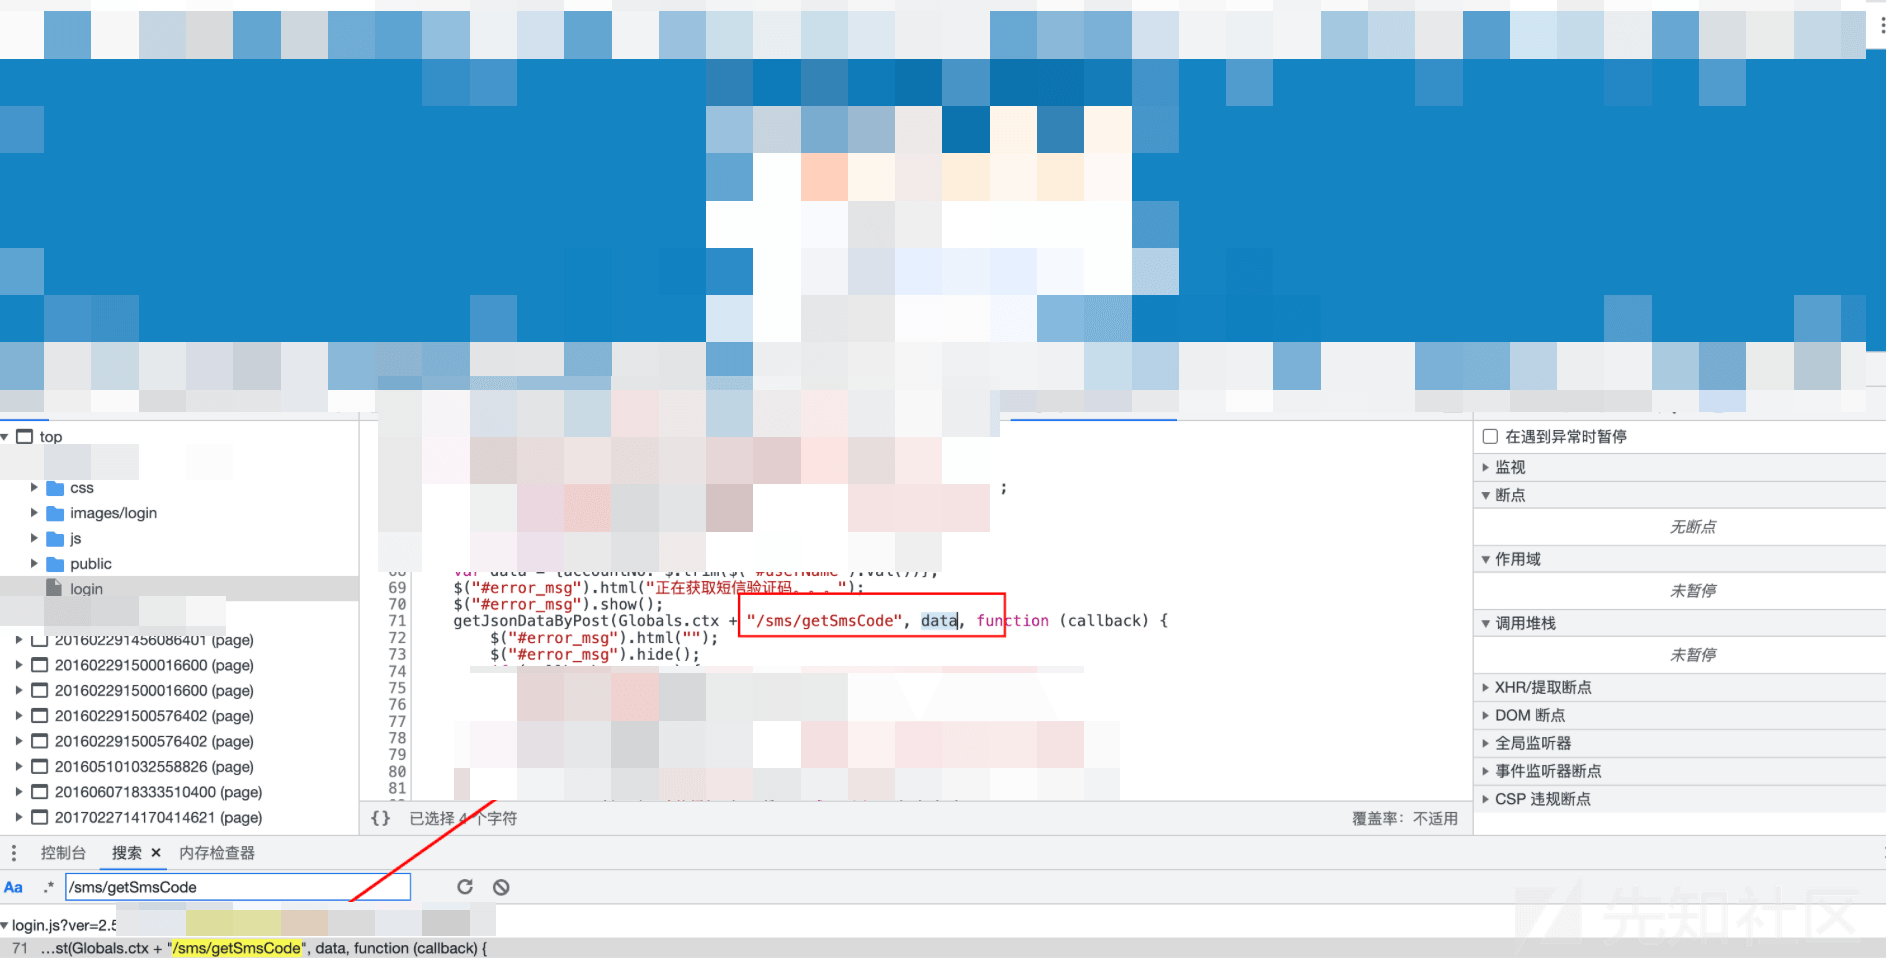 top
css
images/login
js
public
login
201602291456086401 (page)
201602291500016600 (page)
201602291500016600 (page)
201602291500576402 (page)
201602291500576402 (page)
201605101032558826 (page)
2016060718333510400 (page)
2017022714170414621 (page)
;
69 $("#error_msg").html("正在获取短信验证码。。。");
70 $("#error_msg").show();
71 getJsonDataByPost(Globals.ctx + "/sms/getSmsCode", data, function (callback) {
72 $("#error_msg").html("");
73 $("#error_msg").hide();
74
75
76
77
78
79
80
81
{} 已选择 4 个字符
覆盖率：不适用
在遇到异常时暂停
监视
断点
无断点
作用域
未暂停
调用堆栈
未暂停
XHR/提取断点
DOM 断点
全局监听器
事件监听器断点
CSP 违规断点
控制台 搜索 × 内存检查器
Aa .* /sms/getSmsCode
login.js?ver=2.5
71 …st(Globals.ctx + "/sms/getSmsCode", data, function (callback) {
先知社区